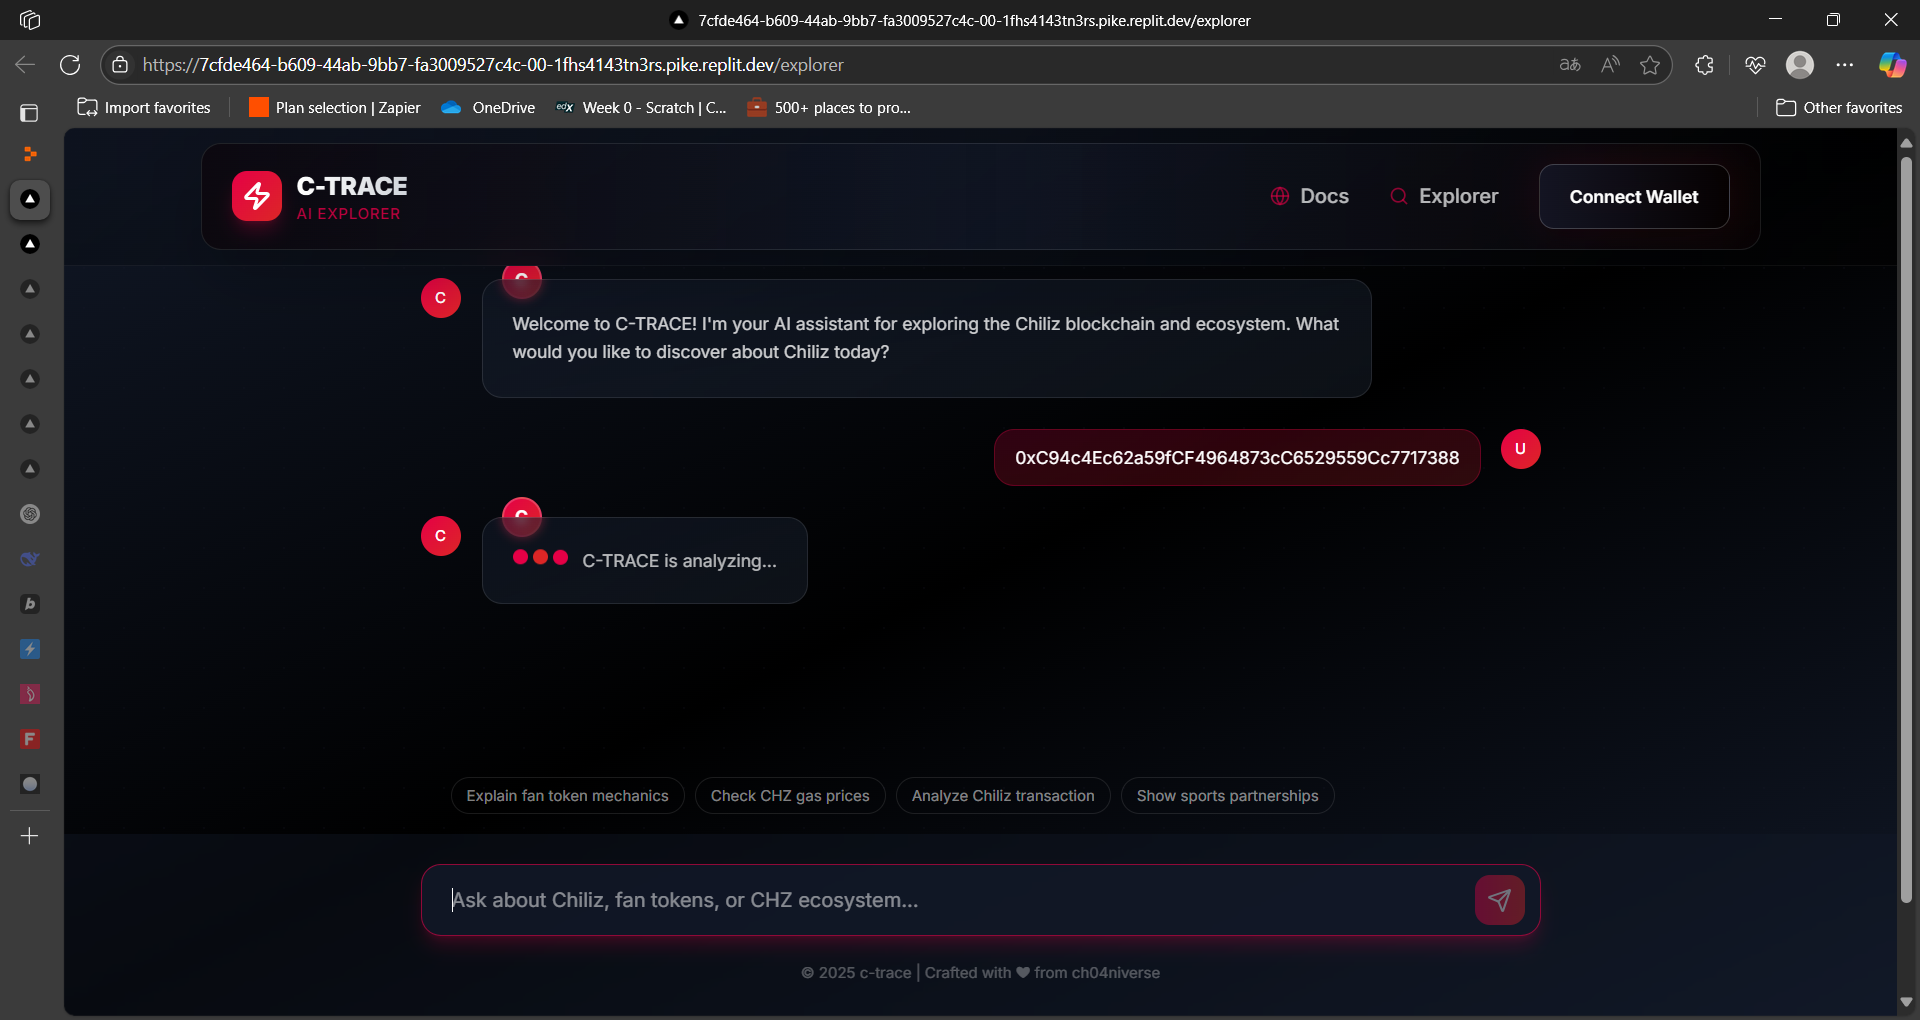 7cfde464-b609-44ab-9bb7-fa3009527c4c-00-1fhs4143tn3rs.pike.replit.dev/explorer
https://7cfde464-b609-44ab-9bb7-fa3009527c4c-00-1fhs4143tn3rs.pike.replit.dev/explorer
Import favorites
Plan selection | Zapier
OneDrive
edX
Week 0 - Scratch | C...
500+ places to pro...
Other favorites
C-TRACE
AI EXPLORER
Docs
Explorer
Connect Wallet
C
C
Welcome to C-TRACE! I'm your AI assistant for exploring the Chiliz blockchain and ecosystem. What
would you like to discover about Chiliz today?
0xC94c4Ec62a59fCF4964873cC6529559Cc7717388
U
C
C
C-TRACE is analyzing...
Explain fan token mechanics
Check CHZ gas prices
Analyze Chiliz transaction
Show sports partnerships
Ask about Chiliz, fan tokens, or CHZ ecosystem...
© 2025 c-trace | Crafted with ❤ from ch04niverse